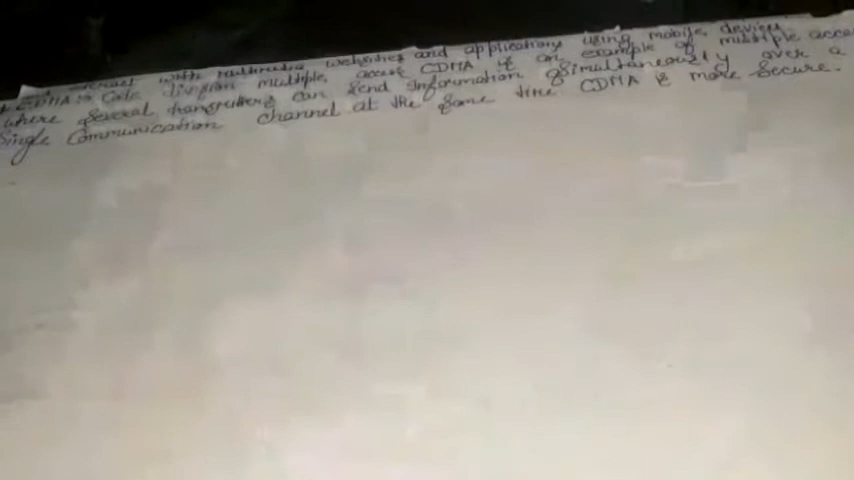 interact with multimedia websites and applications using mobile devices.
CDMA → Code division multiple access CDMA is an example of multiple access
where several transmitters can send Information simultaneously over a
Single Communication channel at the same time CDMA is more Secure.